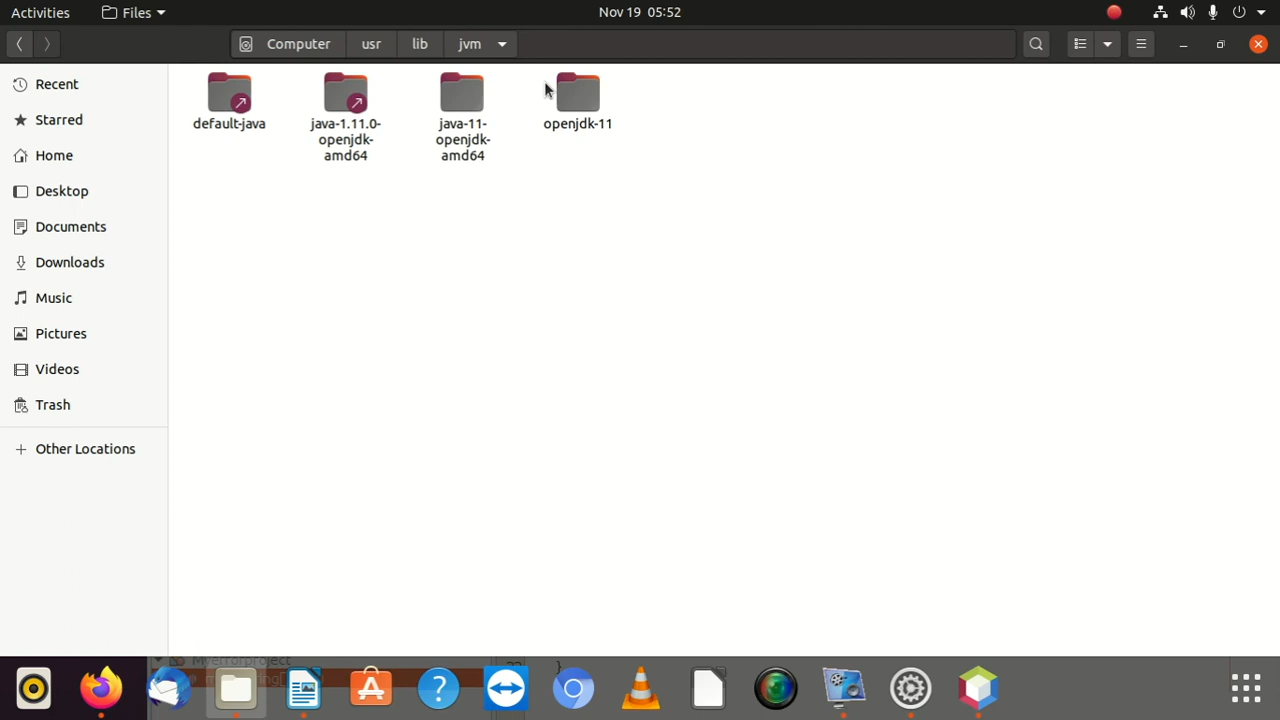 Activities
Files
Nov 19 05:52
Computer
usr
lib
jvm
Recent
Starred
Home
Desktop
Documents
Downloads
Music
Pictures
Videos
Trash
Other Locations
default-java
java-1.11.0-
openjdk-
amd64
java-11-
openjdk-
amd64
openjdk-11
Myerrorproject